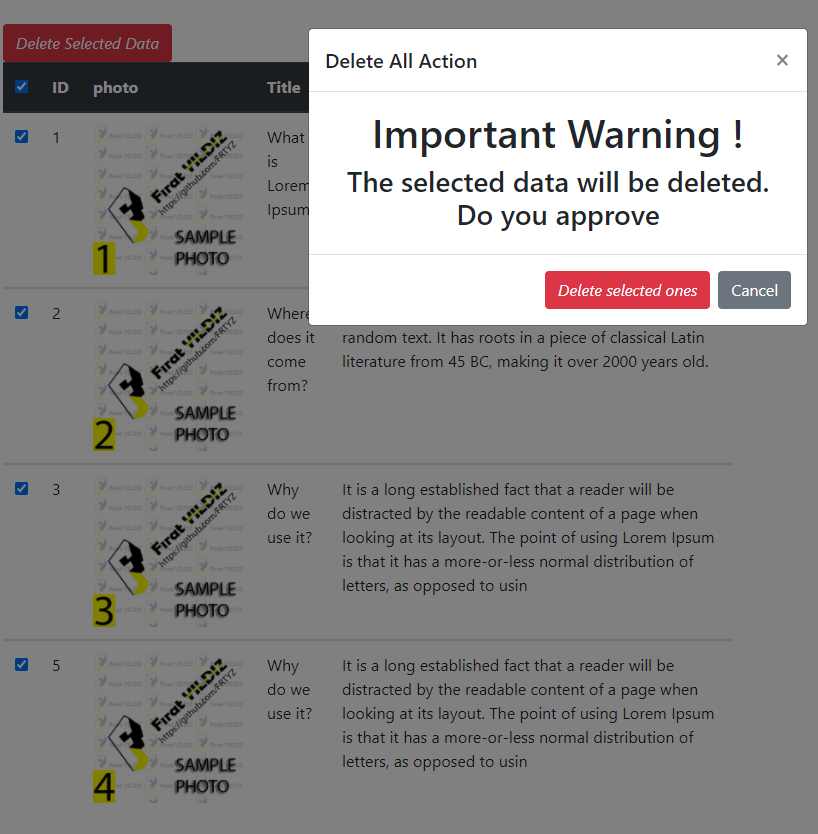 Delete Selected Data
Delete All Action ×
Important Warning !
The selected data will be deleted.
Do you approve
Delete selected ones Cancel
ID photo Title
1
What
is
Lorem
Ipsum
Fırat YILDIZ
https://github.com/FRTYZ
SAMPLE
PHOTO
1
2
Where
does it
come
from?
random text. It has roots in a piece of classical Latin
literature from 45 BC, making it over 2000 years old.
Fırat YILDIZ
https://github.com/FRTYZ
SAMPLE
PHOTO
2
3
Why
do we
use it?
It is a long established fact that a reader will be
distracted by the readable content of a page when
looking at its layout. The point of using Lorem Ipsum
is that it has a more-or-less normal distribution of
letters, as opposed to usin
Fırat YILDIZ
https://github.com/FRTYZ
SAMPLE
PHOTO
3
5
Why
do we
use it?
It is a long established fact that a reader will be
distracted by the readable content of a page when
looking at its layout. The point of using Lorem Ipsum
is that it has a more-or-less normal distribution of
letters, as opposed to usin
Fırat YILDIZ
https://github.com/FRTYZ
SAMPLE
PHOTO
4